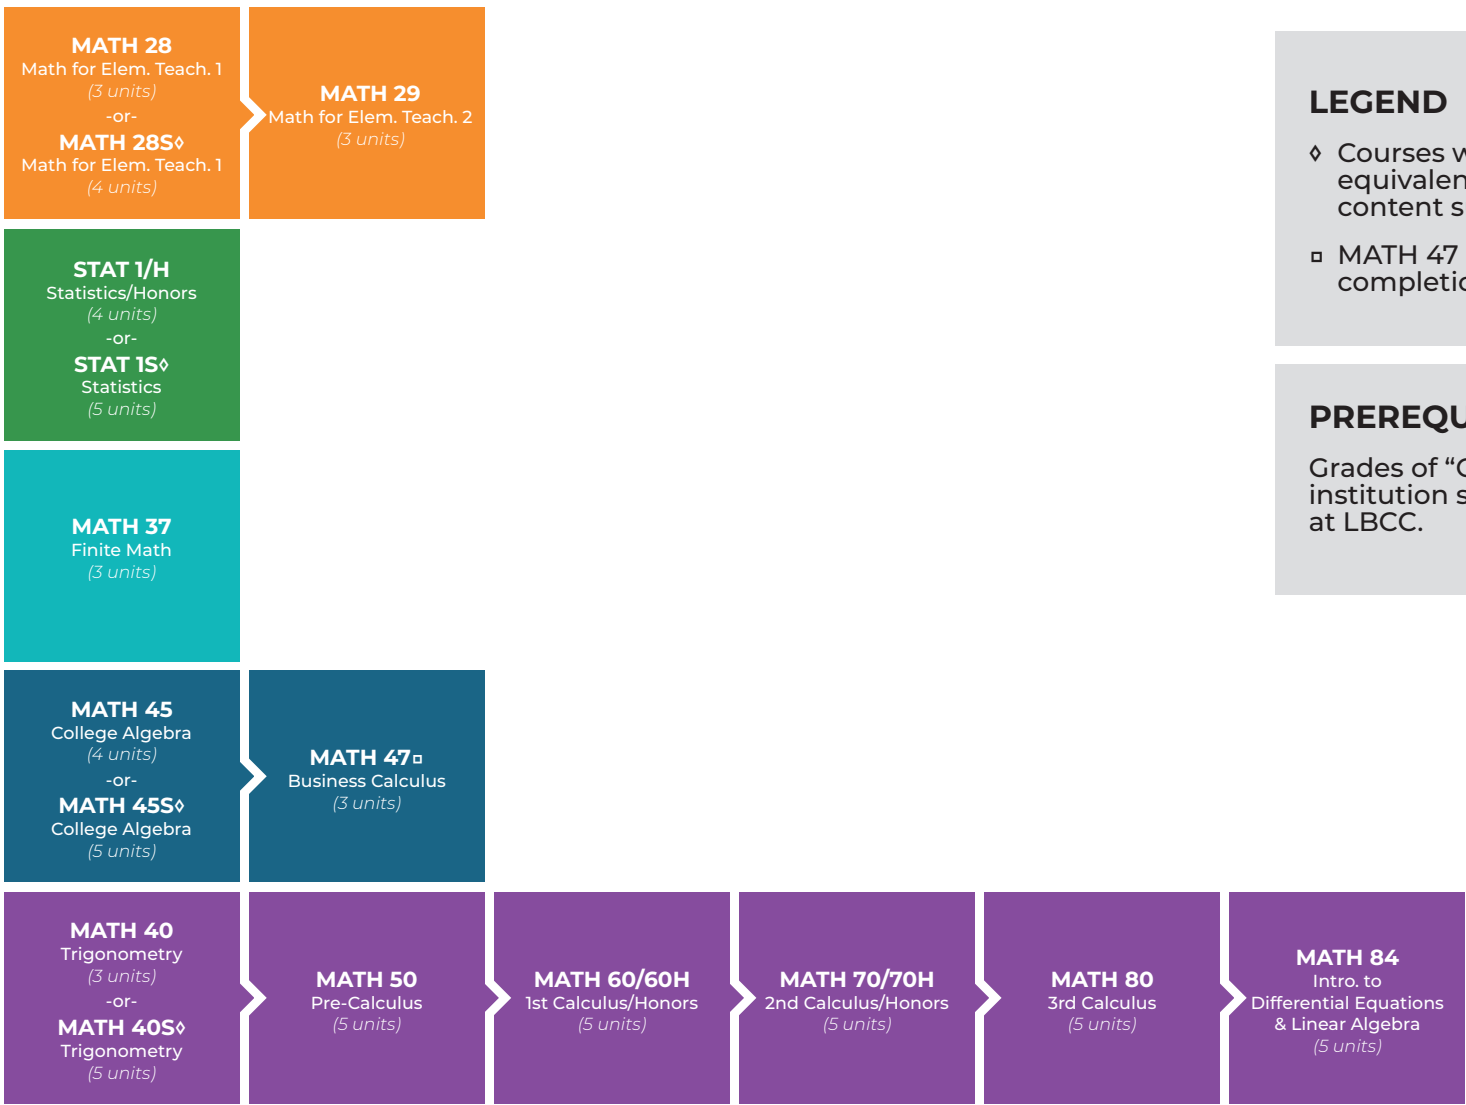 MATH 28
Math for Elem. Teach. 1
(3 units)
-or-
MATH 28S◊
Math for Elem. Teach. 1
(4 units)
MATH 29
Math for Elem. Teach. 2
(3 units)
STAT 1/H
Statistics/Honors
(4 units)
-or-
STAT 1S◊
Statistics
(5 units)
MATH 37
Finite Math
(3 units)
MATH 45
College Algebra
(4 units)
-or-
MATH 45S◊
College Algebra
(5 units)
MATH 47▫
Business Calculus
(3 units)
MATH 40
Trigonometry
(3 units)
-or-
MATH 40S◊
Trigonometry
(5 units)
MATH 50
Pre-Calculus
(5 units)
MATH 60/60H
1st Calculus/Honors
(5 units)
MATH 70/70H
2nd Calculus/Honors
(5 units)
MATH 80
3rd Calculus
(5 units)
MATH 84
Intro. to
Differential Equations
& Linear Algebra
(5 units)
LEGEND
◊ Courses
content
▫ MATH 47
PREREQU
Grades of
institution
at LBCC.